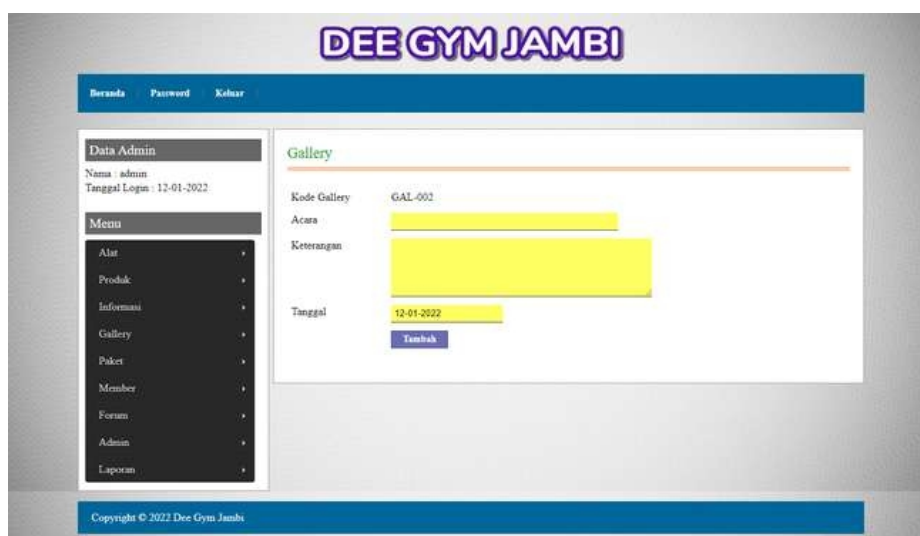 DEE GYM JAMBI
Beranda Password Keluar
Data Admin
Nama : admin
Tanggal Login : 12-01-2022
Menu
Alat
Produk
Informasi
Gallery
Paket
Member
Forum
Admin
Laporan
Gallery
Kode Gallery GAL-002
Acara
Keterangan
Tanggal 12-01-2022
Tambah
Copyright © 2022 Dee Gym Jambi